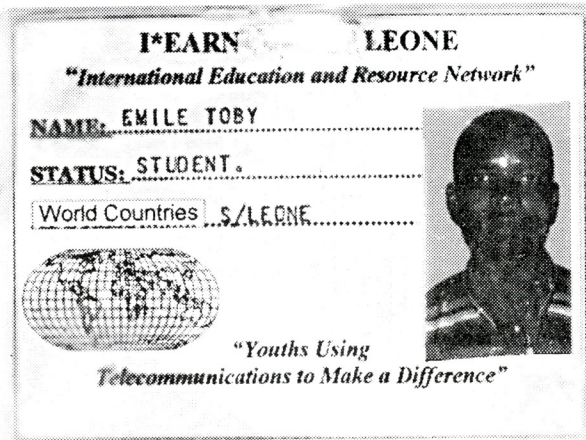 I*EARN LEONE
"International Education and Resource Network"
NAME: EMILE TOBY
STATUS: STUDENT.
World Countries S/LEONE
"Youths Using
Telecommunications to Make a Difference"